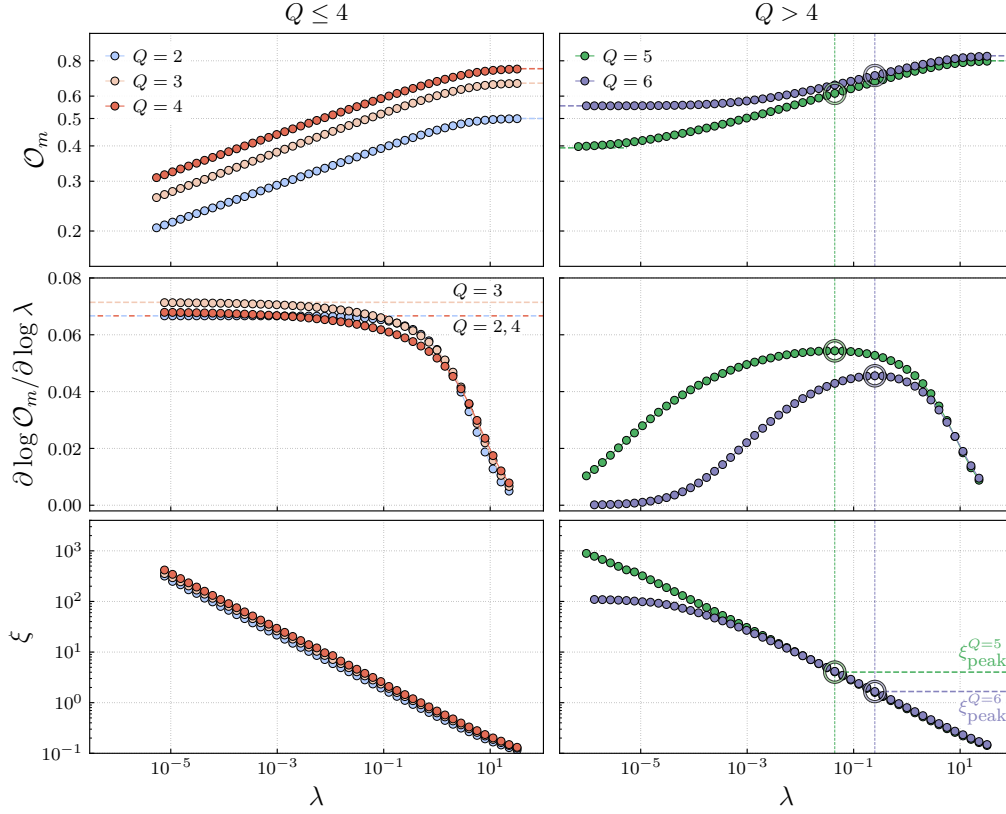 Q ≤ 4
Q > 4
0.8
0.6
0.5
0.4
0.3
0.2
𝒪_m
Q = 2
Q = 3
Q = 4
Q = 5
Q = 6
0.08
0.06
0.04
0.02
0.00
∂ log 𝒪_m/∂ log λ
Q = 3
Q = 2, 4
10^3
10^2
10^1
10^0
10^−1
ξ
ξ_peak^{Q=5}
ξ_peak^{Q=6}
10^−5
10^−3
10^−1
10^1
10^−5
10^−3
10^−1
10^1
λ
λ